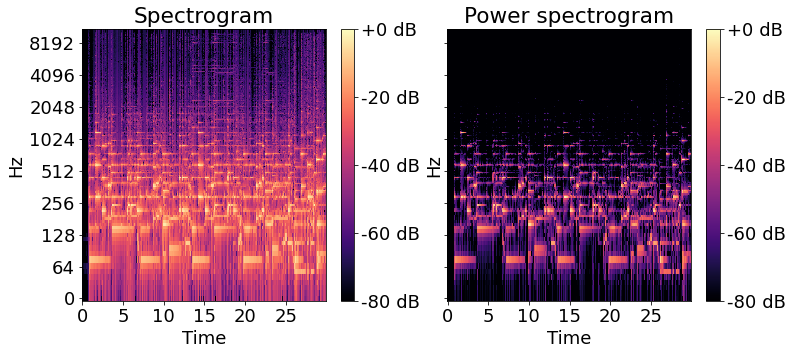 Spectrogram
Power spectrogram
8192
4096
2048
1024
512
256
128
64
0
Hz
0
5
10
15
20
25
Time
+0 dB
-20 dB
-40 dB
-60 dB
-80 dB
Hz
0
5
10
15
20
25
Time
+0 dB
-20 dB
-40 dB
-60 dB
-80 dB